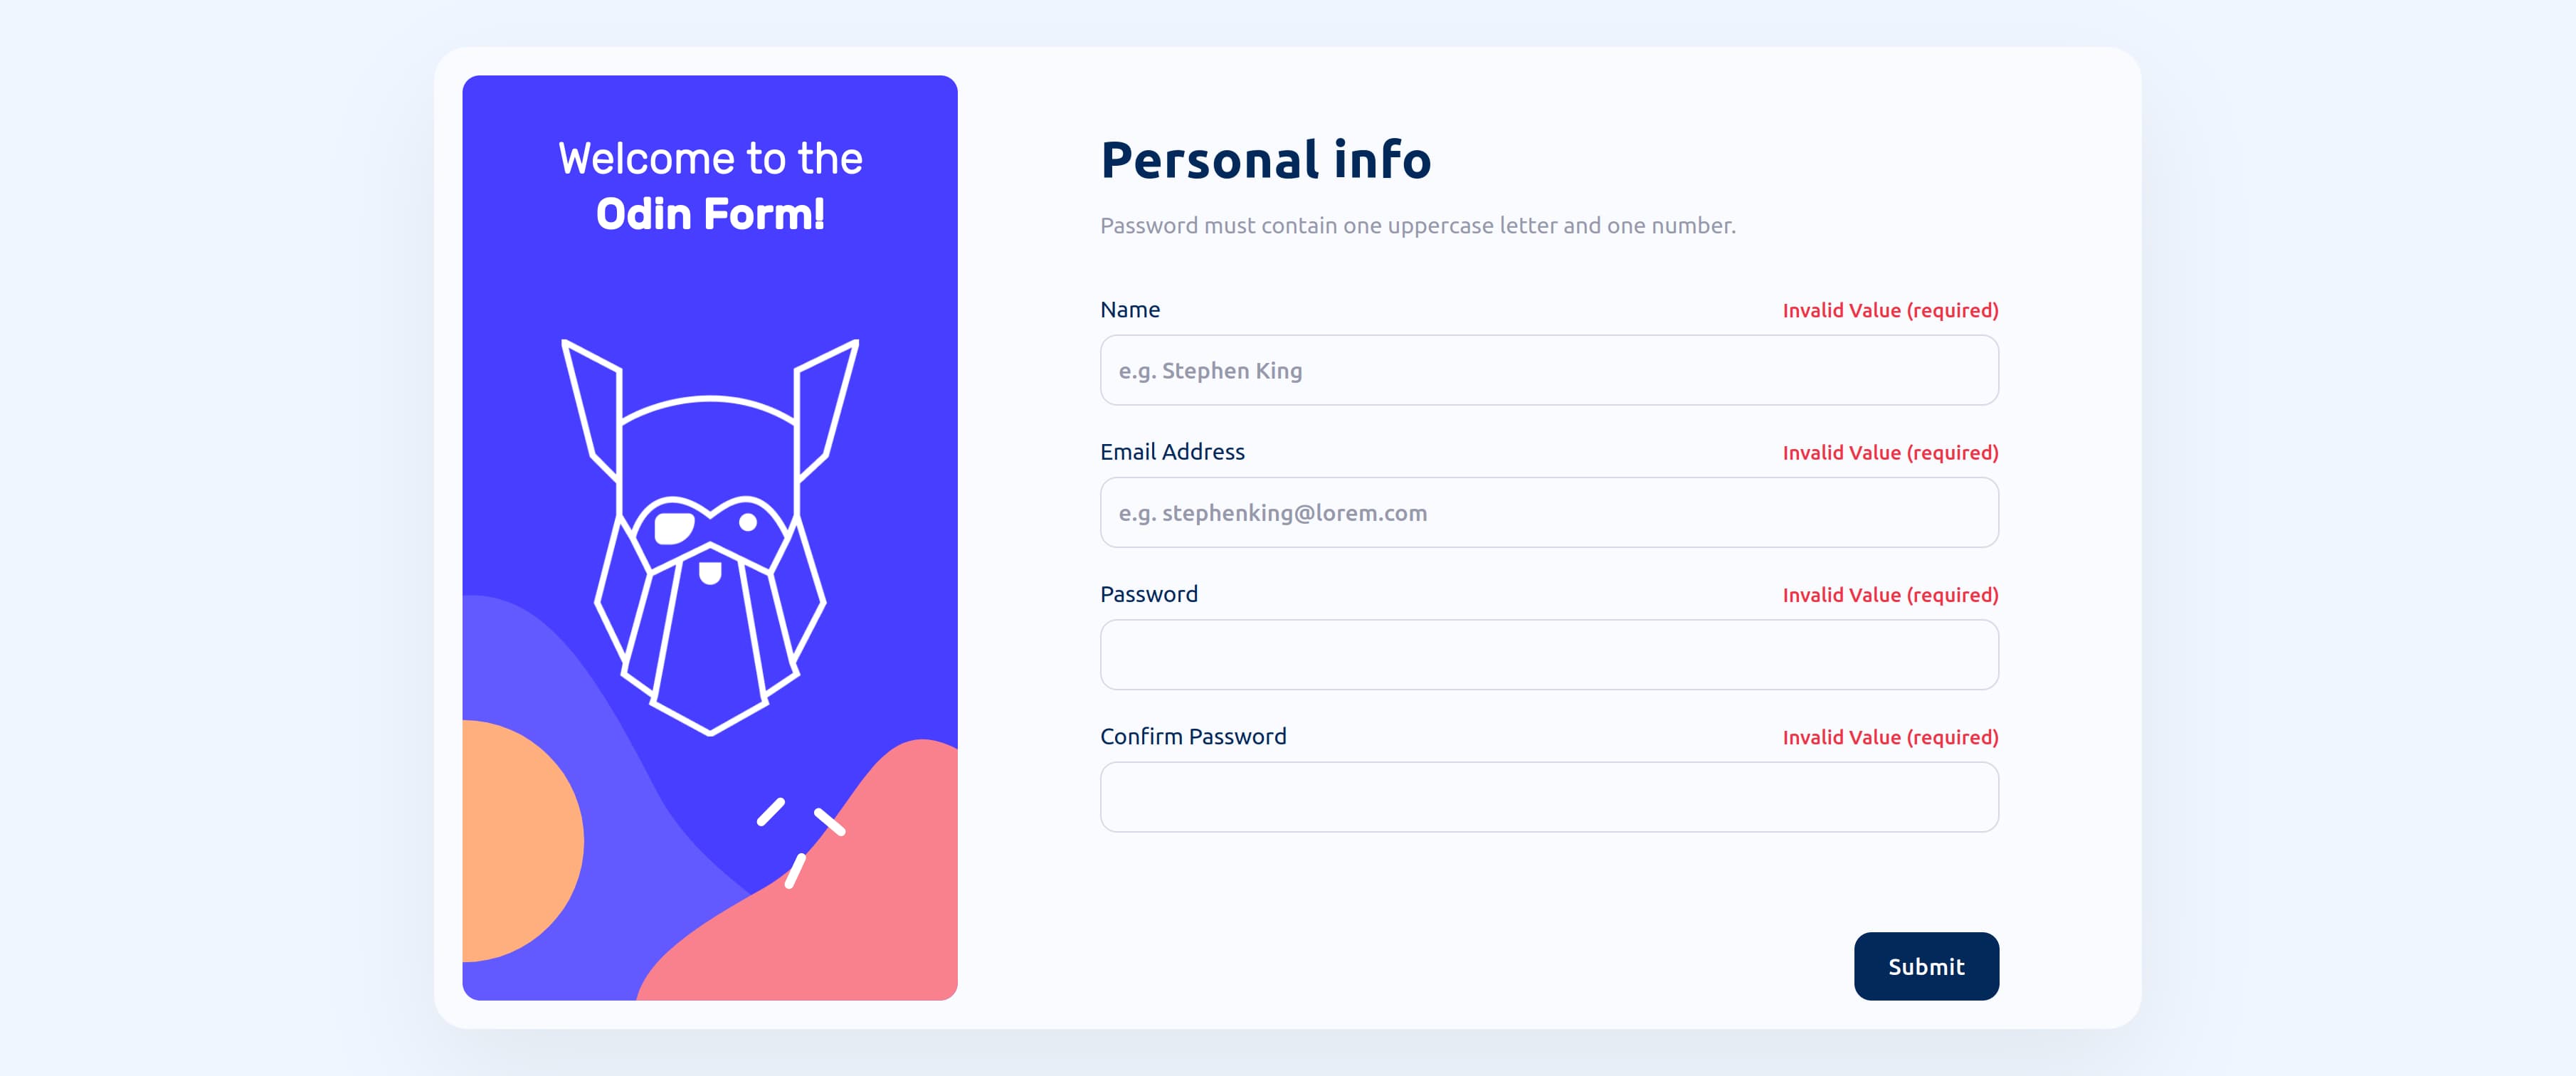 Welcome to the
Odin Form!
Personal info
Password must contain one uppercase letter and one number.
Name
Invalid Value (required)
e.g. Stephen King
Email Address
Invalid Value (required)
e.g. stephenking@lorem.com
Password
Invalid Value (required)
Confirm Password
Invalid Value (required)
Submit